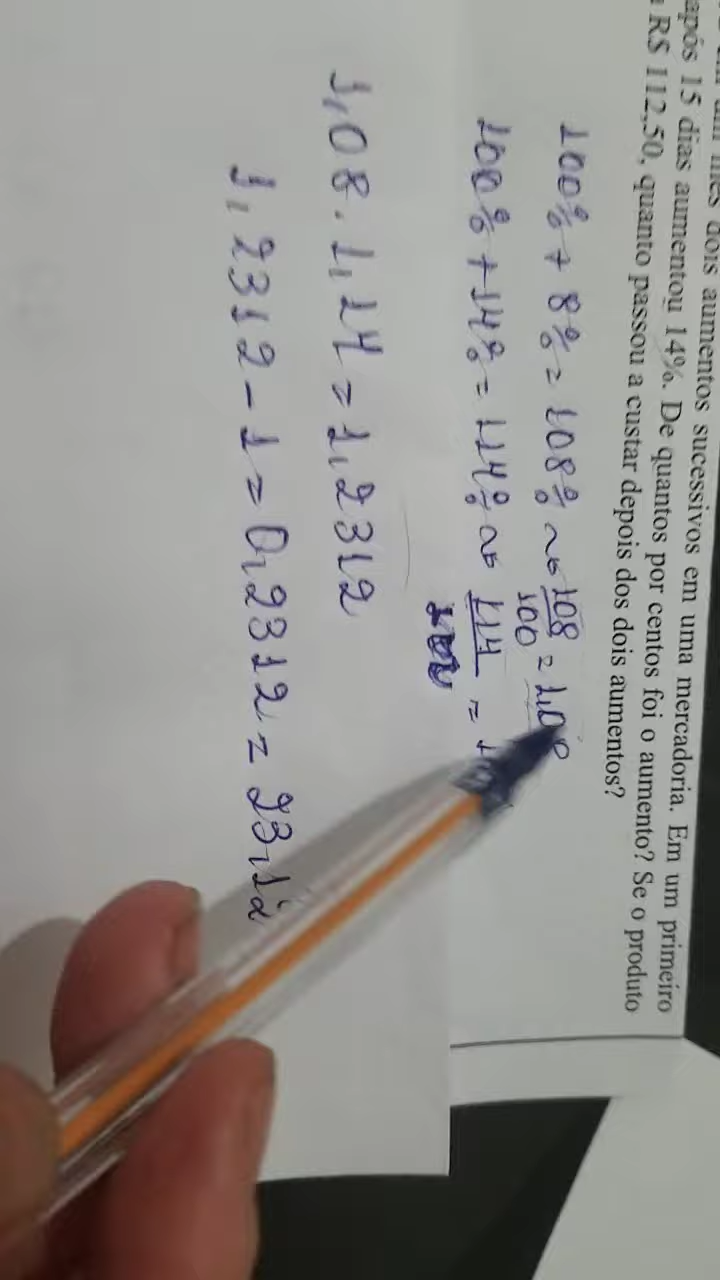 dois aumentos sucessivos em uma mercadoria. Em um primeiro
após 15 dias aumentou 14%. De quantos por centos foi o aumento? Se o produto
R$ 112,50, quanto passou a custar depois dos dois aumentos?
100% + 8% = 108% → 108/100 = 1,08
100% + 14% = 114% → 114/100 =
1,08 . 1,14 = 1,2312
1,2312 - 1 = 0,2312 = 23,12